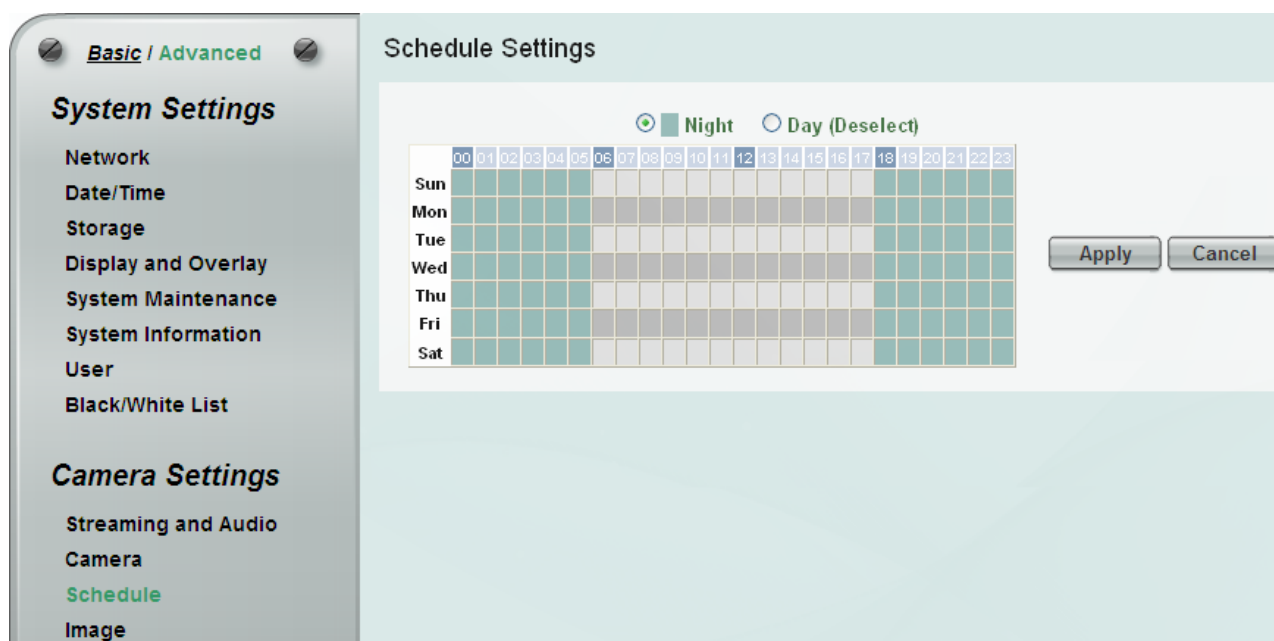 Basic / Advanced
System Settings
Network
Date/Time
Storage
Display and Overlay
System Maintenance
System Information
User
Black/White List
Camera Settings
Streaming and Audio
Camera
Schedule
Image
Schedule Settings
Night Day (Deselect)
00 01 02 03 04 05 06 07 08 09 10 11 12 13 14 15 16 17 18 19 20 21 22 23
Sun
Mon
Tue
Wed
Thu
Fri
Sat
Apply Cancel